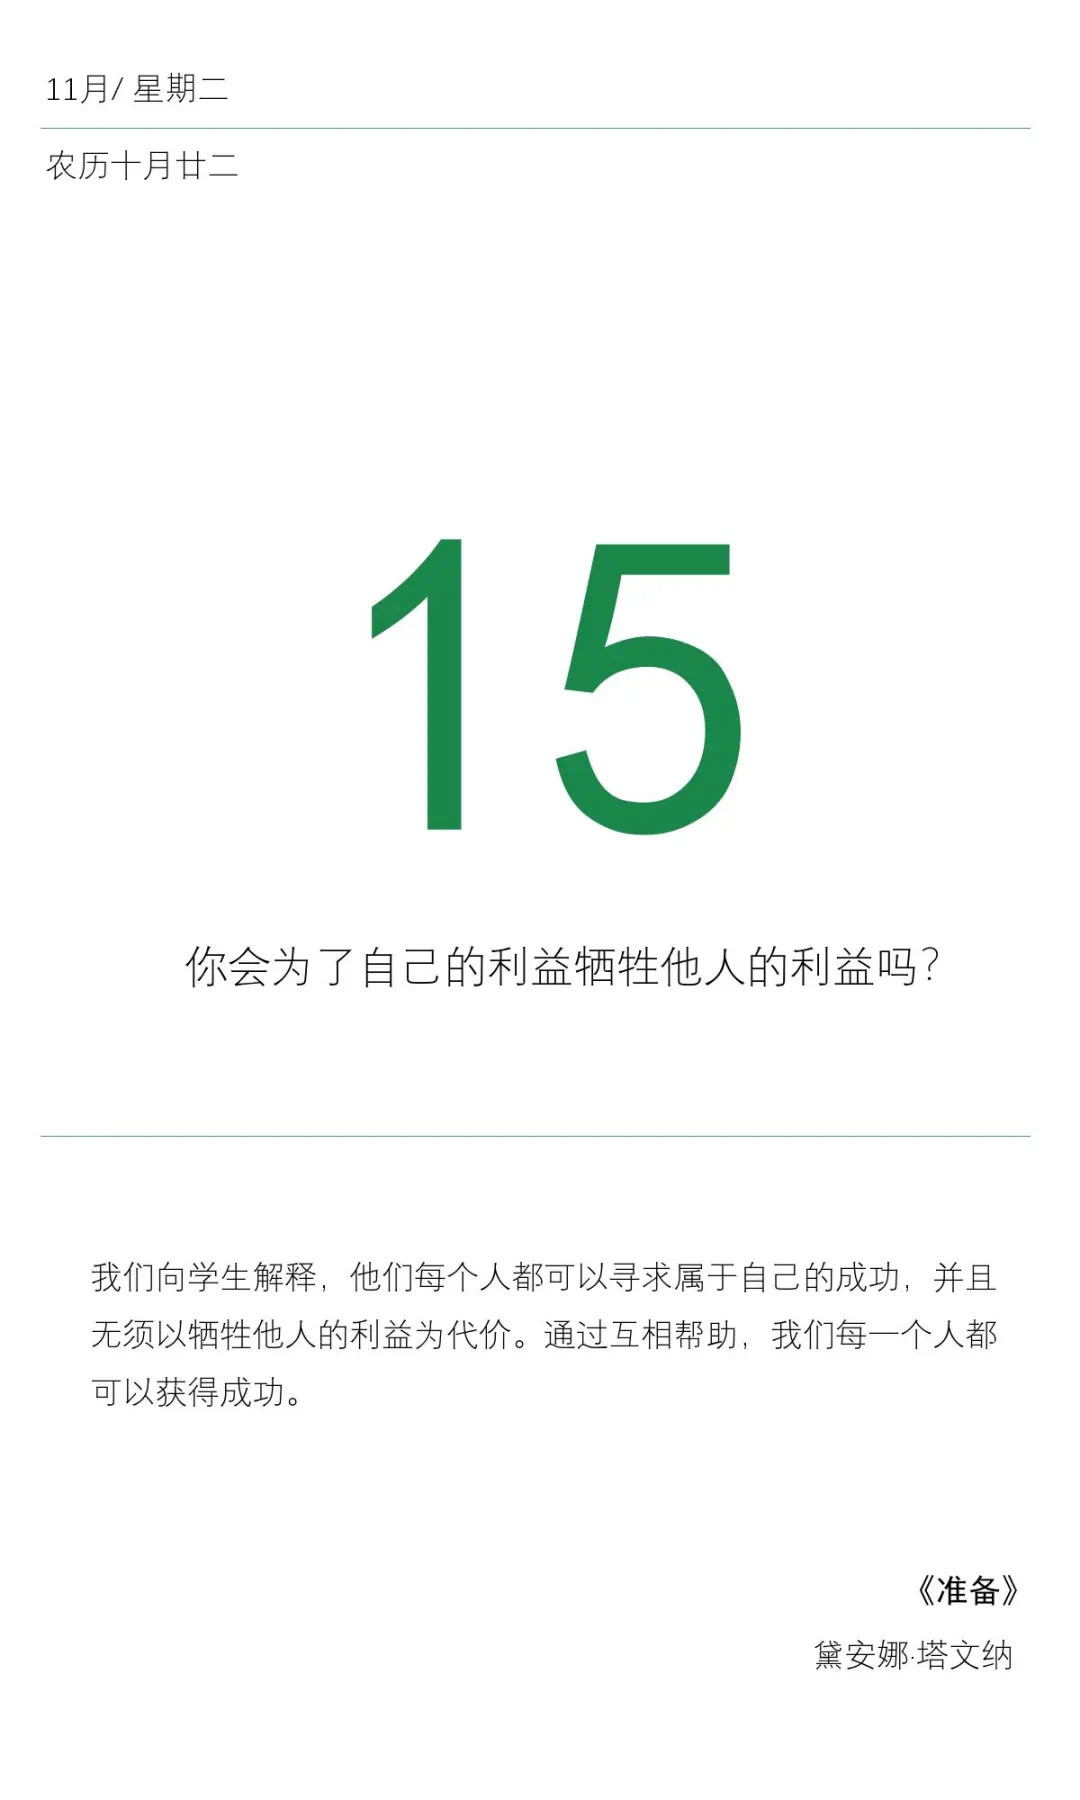 11月/ 星期二
农历十月廿二
15
你会为了自己的利益牺牲他人的利益吗？
我们向学生解释，他们每个人都可以寻求属于自己的成功，并且
无须以牺牲他人的利益为代价。通过互相帮助，我们每一个人都
可以获得成功。
《准备》
黛安娜·塔文纳